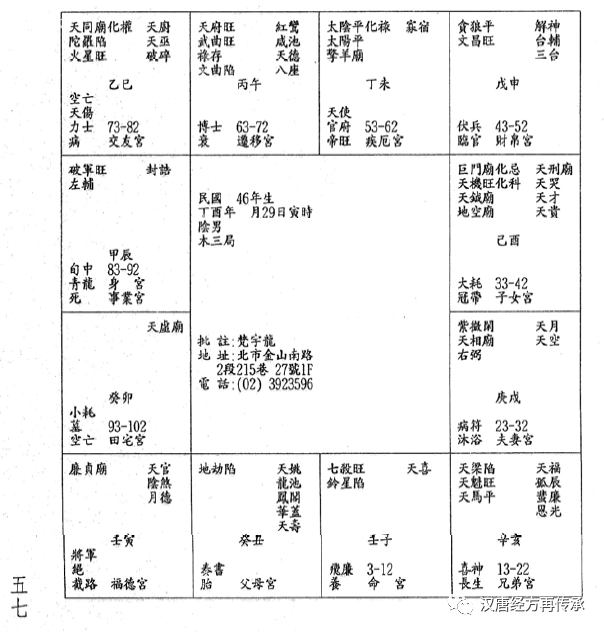 天同廟化權 天廚
陀羅陷 天巫
火星旺 破碎
乙巳
空亡
天傷
力士 73-82
病 交友宮
天府旺 紅鸞
武曲旺 咸池
祿存 天德
文曲陷 八座
丙午
博士 63-72
衰 遷移宮
太陰平化祿 寡宿
太陽平
擎羊廟
丁未
天使
官府 53-62
帝旺 疾厄宮
貪狼平 解神
文昌旺 台輔
三台
戊申
伏兵 43-52
臨官 財帛宮
破軍旺 封誥
左輔
甲辰
旬中 83-92
青龍 身 宮
死 事業宮
民國 46年生
丁酉年 月29日寅時
陰男
木三局
批 註:梵宇龍
地 址:北市金山南路
2段215巷 27號1F
電 話:(02) 3923596
巨門廟化忌 天刑廟
天機旺化科 天哭
天鉞廟 天才
地空廟 天貴
己酉
大耗 33-42
冠帶 子女宮
天虛廟
癸卯
小耗
墓 93-102
空亡 田宅宮
紫微閑 天月
天相廟 天空
右弼
庚戌
病符 23-32
沐浴 夫妻宮
廉貞廟 天官
陰煞
月德
壬寅
將軍
絕
截路 福德宮
地劫陷 天姚
龍池
鳳閣
華蓋
天壽
癸丑
奏書
胎 父母宮
七殺旺 天喜
鈴星陷
壬子
飛廉 3-12
養 命 宮
天梁陷 天福
天魁旺 孤辰
天馬平 蜚廉
恩光
辛亥
喜神 13-22
長生 兄弟宮
五七
汉唐经方再传承